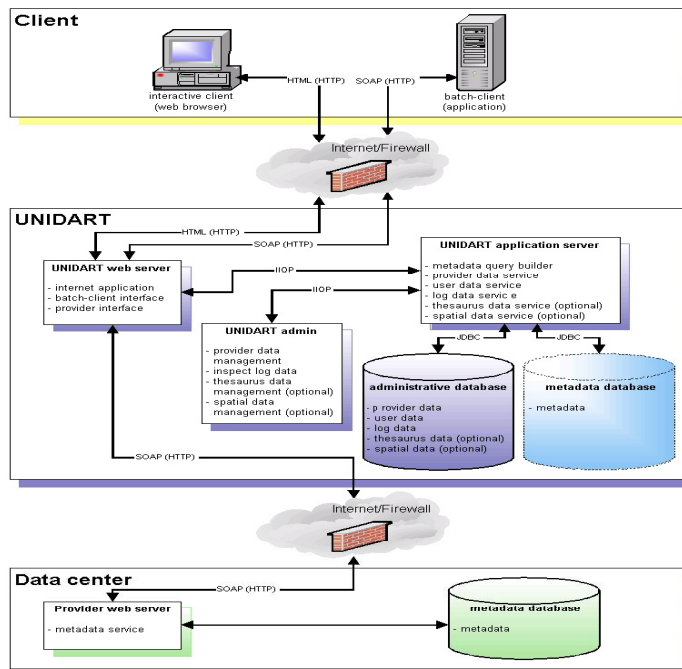 Client
HTML (HTTP)
SOAP (HTTP)
interactive client
(web browser)
batch-client
(application)
Internet/Firewall
UNIDART
HTML (HTTP)
SOAP (HTTP)
UNIDART web server
- internet application
- batch-client interface
- provider interface
IIOP
IIOP
UNIDART application server
- metadata query builder
- provider data service
- user data service
- log data servic e
- thesaurus data service (optional)
- spatial data service (optional)
UNIDART admin
- provider data
management
- inspect log data
- thesaurus data
management (optional)
- spatial data
management (optional)
JDBC
JDBC
administrative database
- p rovider data
- user data
- log data
- thesaurus data (optional)
- spatial data (optional)
metadata database
- metadata
SOAP (HTTP)
Internet/Firewall
Data center
SOAP (HTTP)
Provider web server
- metadata service
metadata database
- metadata